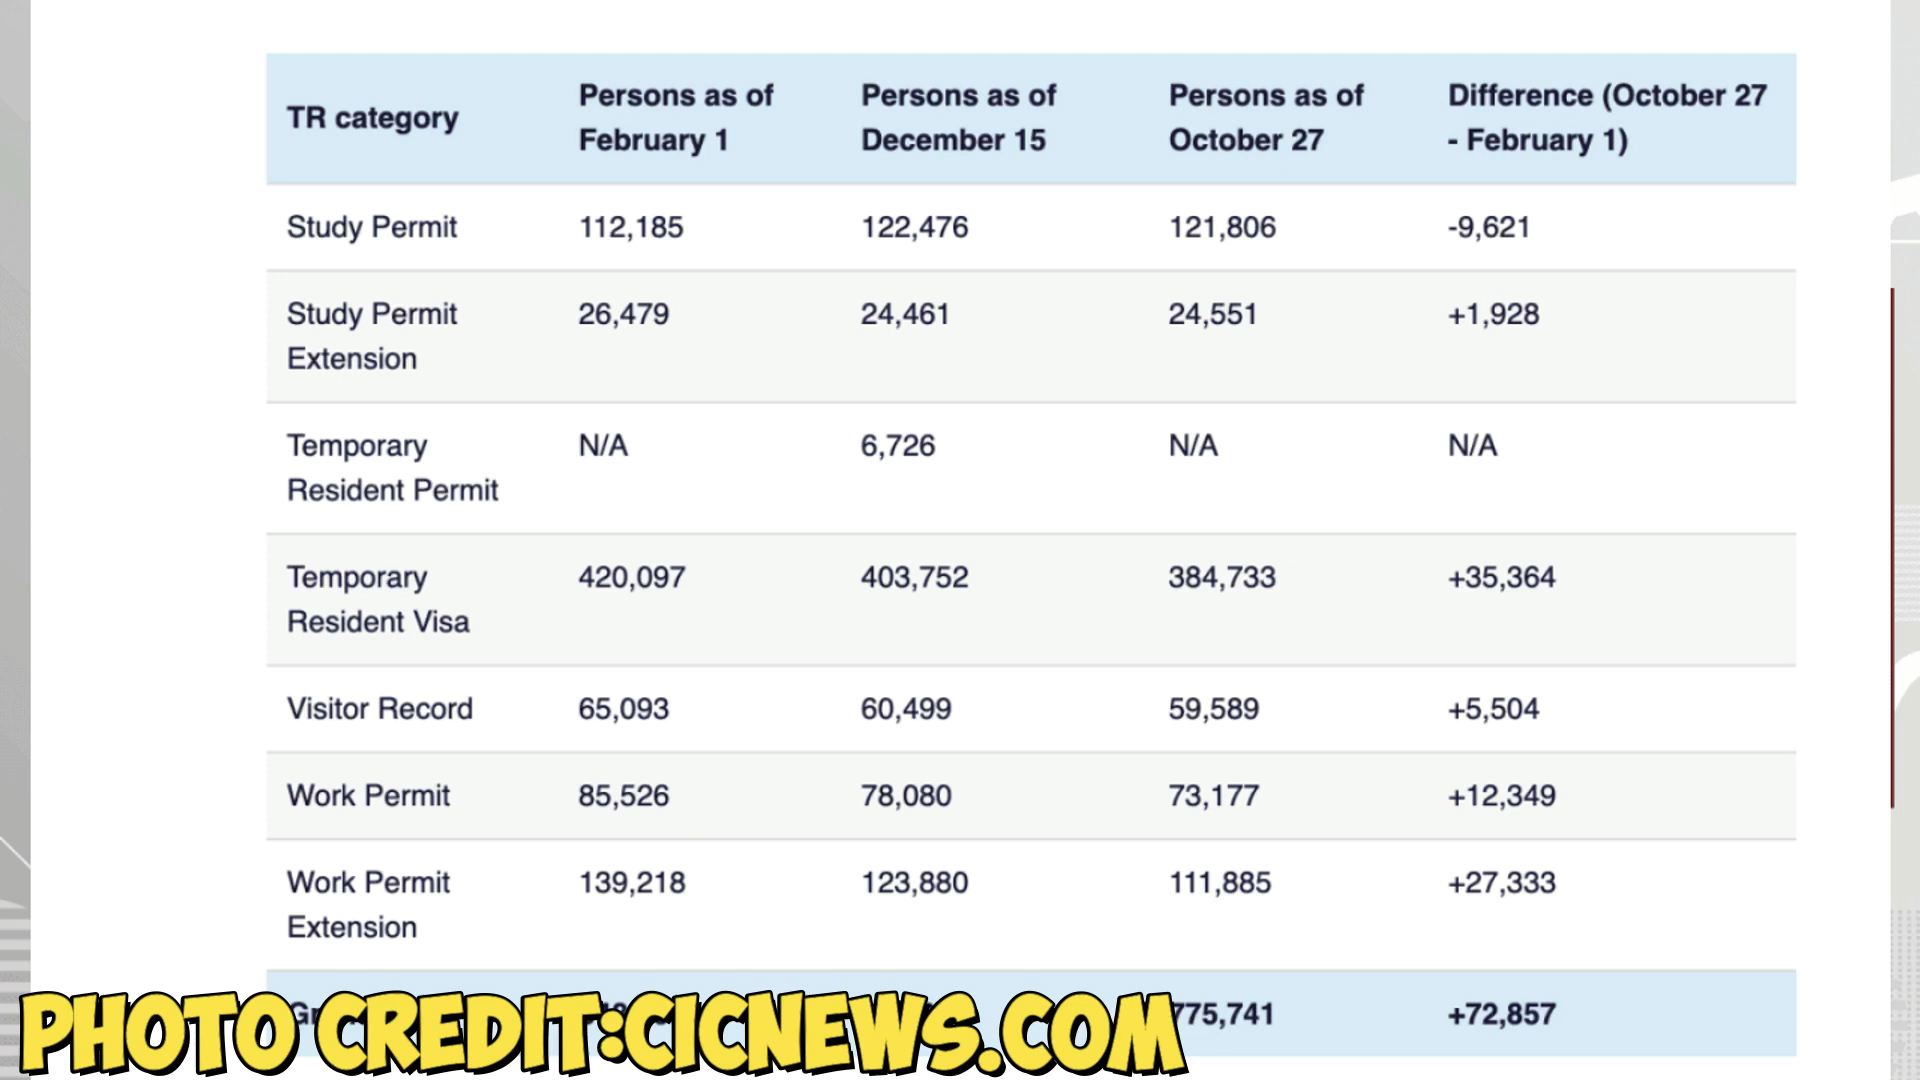 TR category
Persons as of
February 1
Persons as of
December 15
Persons as of
October 27
Difference (October 27
- February 1)
Study Permit 112,185 122,476 121,806 -9,621
Study Permit
Extension
26,479 24,461 24,551 +1,928
Temporary
Resident Permit
N/A 6,726 N/A N/A
Temporary
Resident Visa
420,097 403,752 384,733 +35,364
Visitor Record 65,093 60,499 59,589 +5,504
Work Permit 85,526 78,080 73,177 +12,349
Work Permit
Extension
139,218 123,880 111,885 +27,333
775,741 +72,857
PHOTO CREDIT:CICNEWS.COM